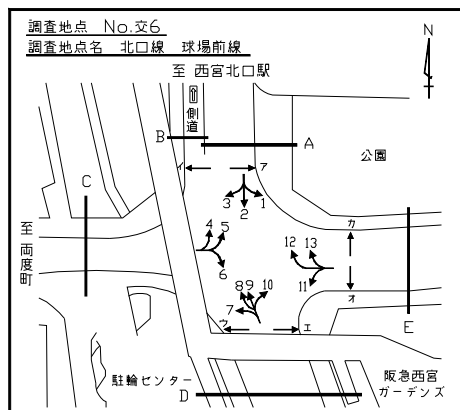 調査地点 No.交6
調査地点名 北口線 球場前線
至 西宮北口駅
N
側道
B
A
公園
イ
ア
C
3
2
1
カ
至 両度町
4
5
6
12
13
11
オ
8
9
10
7
ウ
エ
E
駐輪センター
D
阪急西宮
ガーデンズ